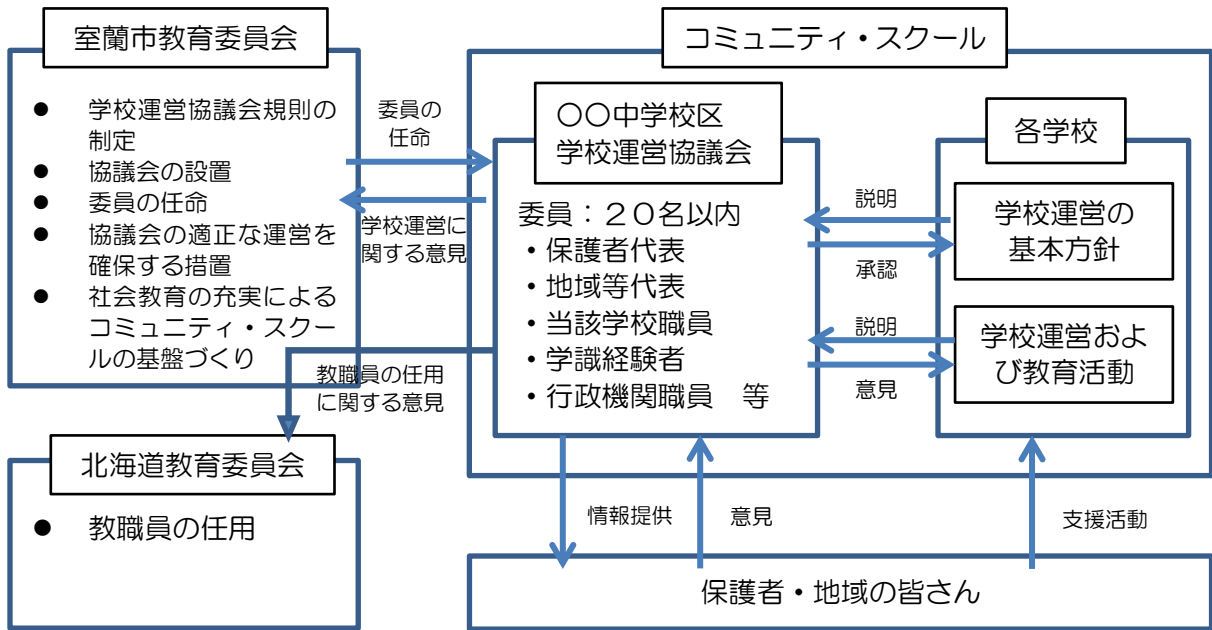 室蘭市教育委員会
● 学校運営協議会規則の
制定
● 協議会の設置
● 委員の任命
● 協議会の適正な運営を
確保する措置
● 社会教育の充実による
コミュニティ・スクー
ルの基盤づくり
委員の
任命
学校運営に
関する意見
教職員の任用
に関する意見
北海道教育委員会
● 教職員の任用
コミュニティ・スクール
〇〇中学校区
学校運営協議会
委員：２０名以内
・保護者代表
・地域等代表
・当該学校職員
・学識経験者
・行政機関職員　等
説明
承認
説明
意見
各学校
学校運営の
基本方針
学校運営およ
び教育活動
情報提供
意見
支援活動
保護者・地域の皆さん